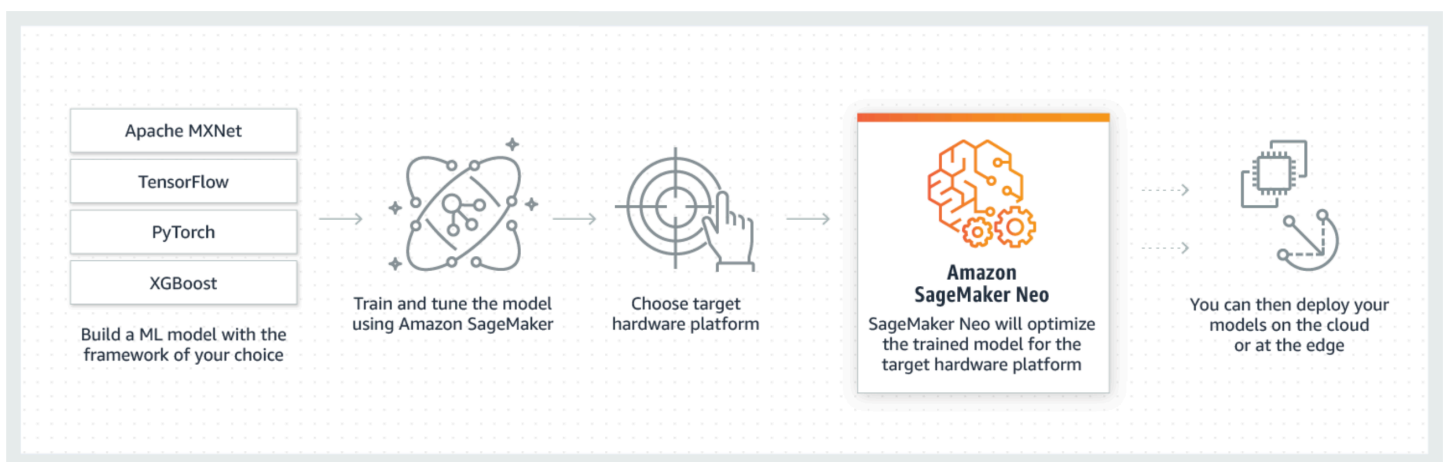 Apache MXNet
TensorFlow
PyTorch
XGBoost
Build a ML model with the
framework of your choice
Train and tune the model
using Amazon SageMaker
Choose target
hardware platform
Amazon
SageMaker Neo
SageMaker Neo will optimize
the trained model for the
target hardware platform
You can then deploy your
models on the cloud
or at the edge